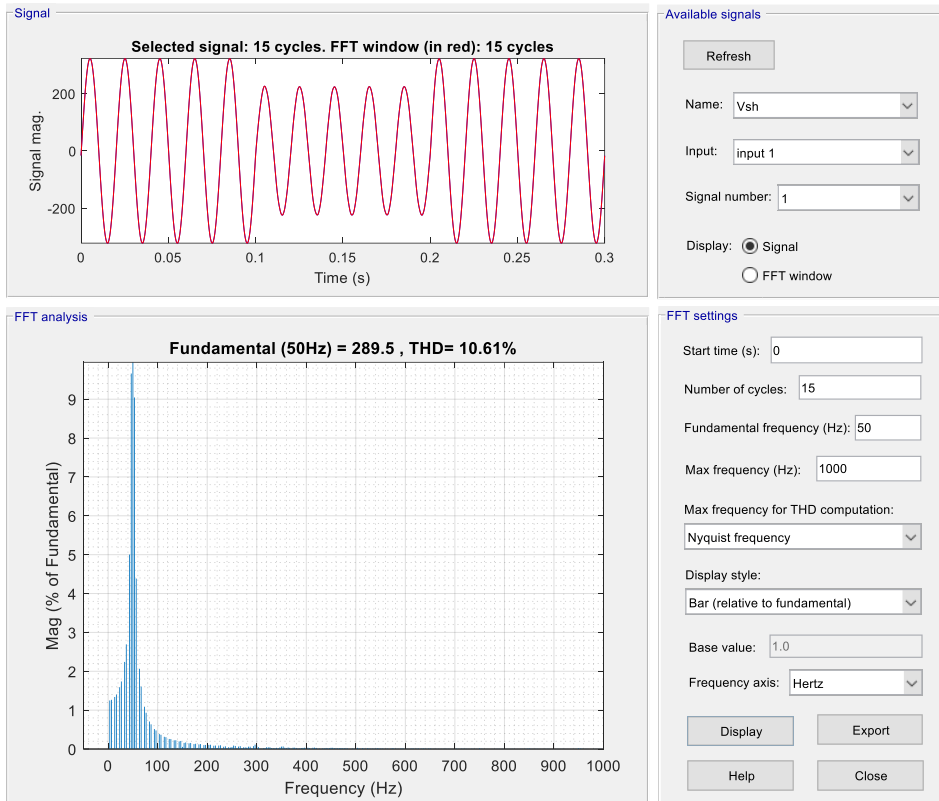 Signal
Selected signal: 15 cycles. FFT window (in red): 15 cycles
Signal mag.
200
0
-200
0 0.05 0.1 0.15 0.2 0.25 0.3
Time (s)
Available signals
Refresh
Name: Vsh
Input: input 1
Signal number: 1
Display: Signal
FFT window
FFT analysis
Fundamental (50Hz) = 289.5 , THD= 10.61%
Mag (% of Fundamental)
9
8
7
6
5
4
3
2
1
0
0 100 200 300 400 500 600 700 800 900 1000
Frequency (Hz)
FFT settings
Start time (s): 0
Number of cycles: 15
Fundamental frequency (Hz): 50
Max frequency (Hz): 1000
Max frequency for THD computation:
Nyquist frequency
Display style:
Bar (relative to fundamental)
Base value: 1.0
Frequency axis: Hertz
Display Export
Help Close